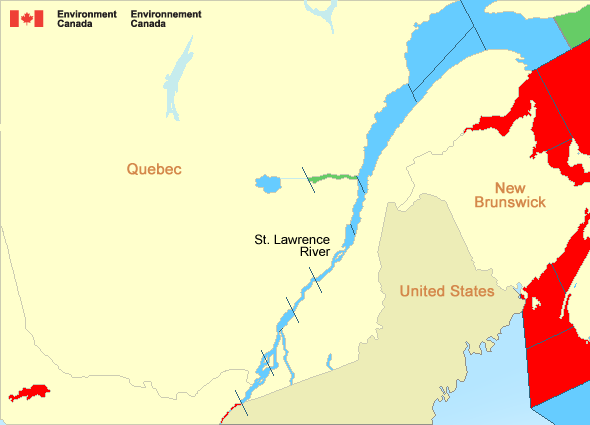 Environment
Canada
Environnement
Canada
Quebec
New
Brunswick
St. Lawrence
River
United States